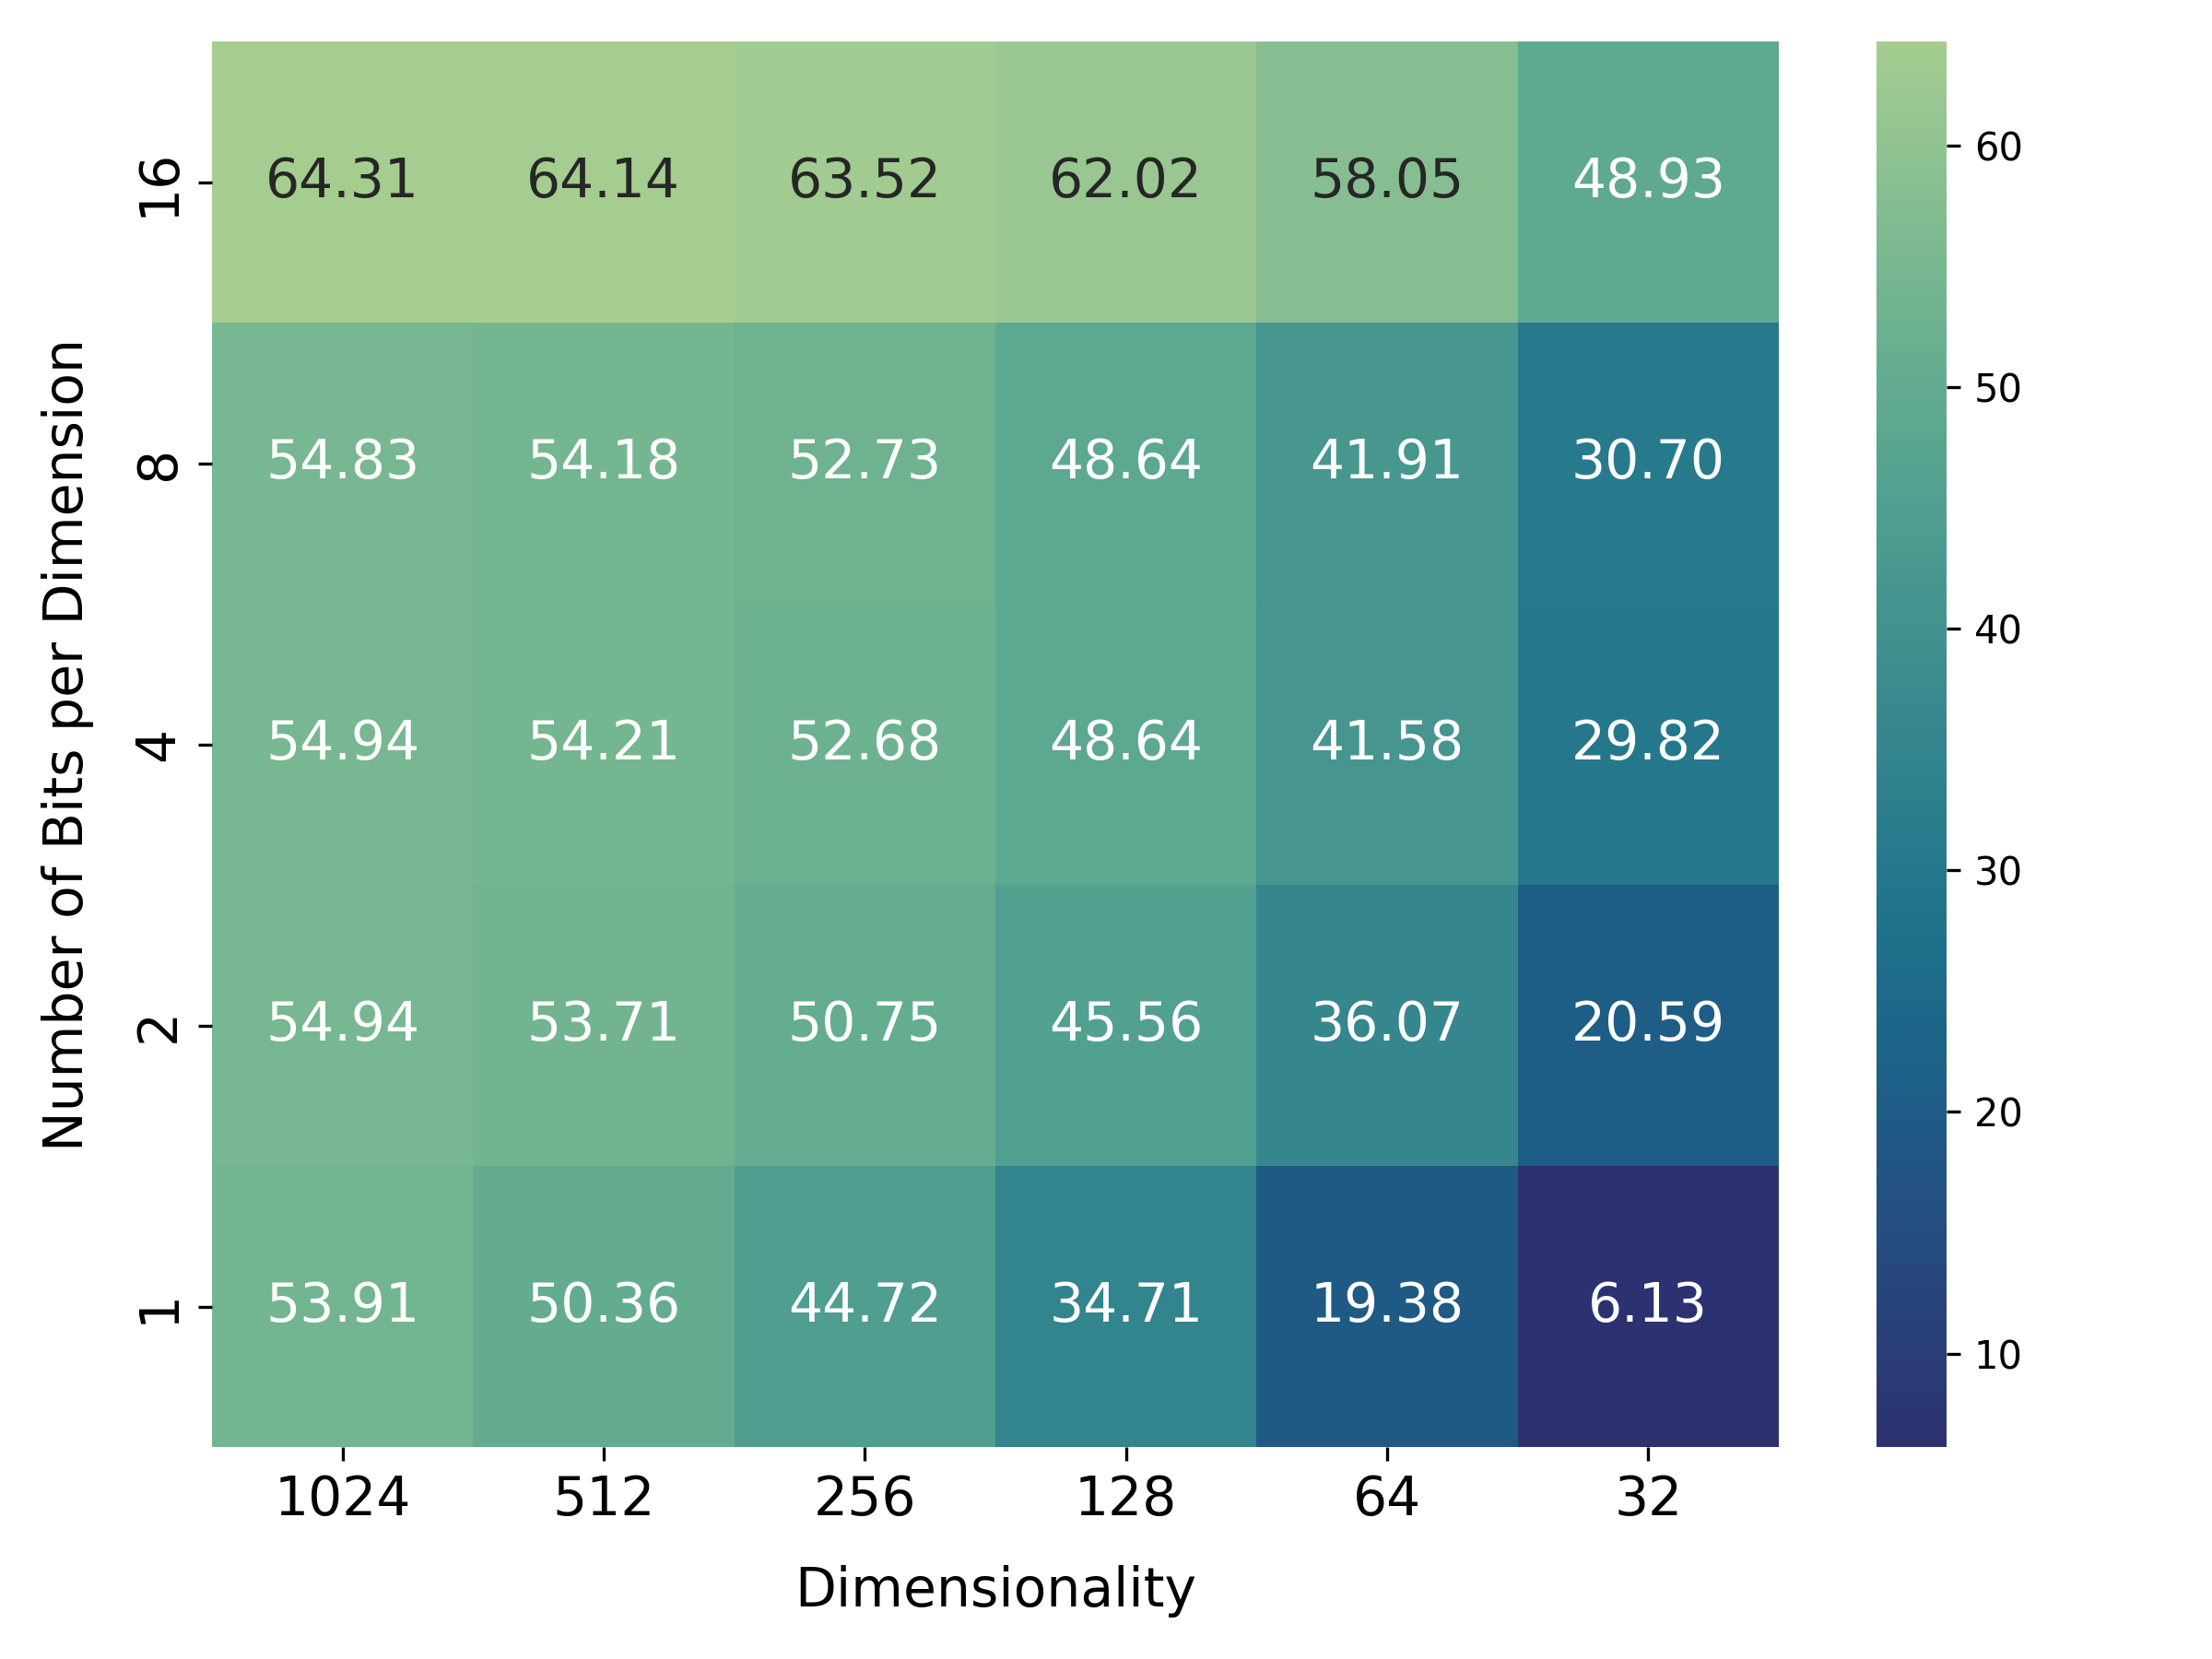 16 64.31 64.14 63.52 62.02 58.05 48.93
8 54.83 54.18 52.73 48.64 41.91 30.70
4 54.94 54.21 52.68 48.64 41.58 29.82
2 54.94 53.71 50.75 45.56 36.07 20.59
1 53.91 50.36 44.72 34.71 19.38 6.13
1024 512 256 128 64 32
Dimensionality
Number of Bits per Dimension
60
50
40
30
20
10